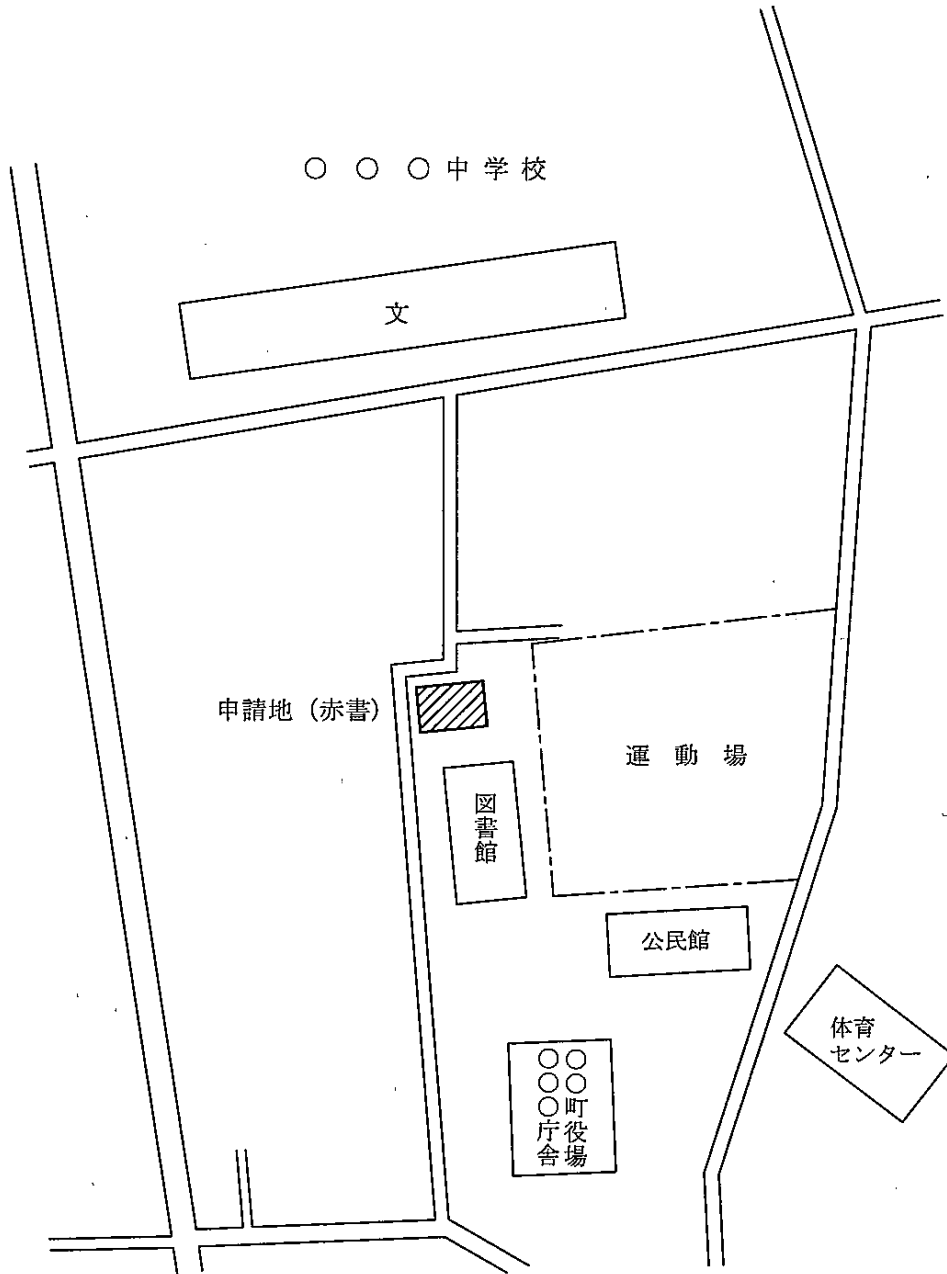 ○ ○ ○ 中 学 校
文
申請地（赤書）
運 動 場
図書館
公民館
体育
センター
○○町役場
○○○庁舎